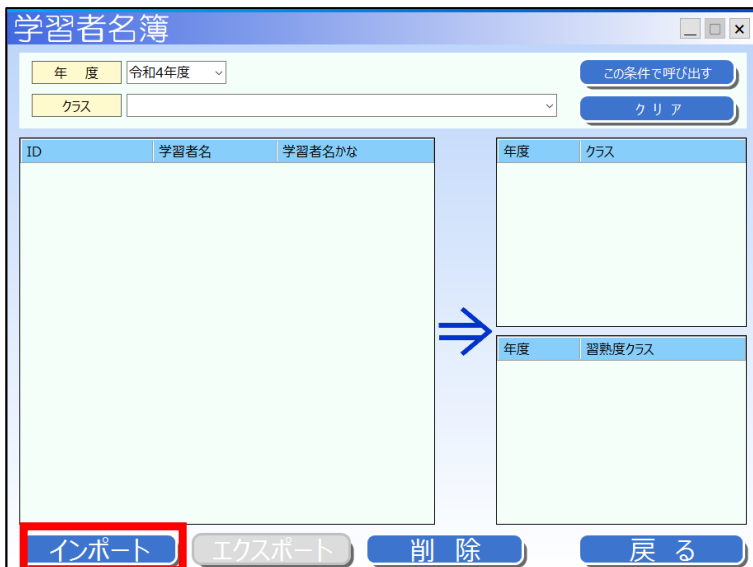 学習者名簿
年 度 令和4年度 この条件で呼び出す
クラス クリア
ID 学習者名 学習者名かな 年度 クラス
年度 習熟度クラス
インポート エクスポート 削 除 戻 る